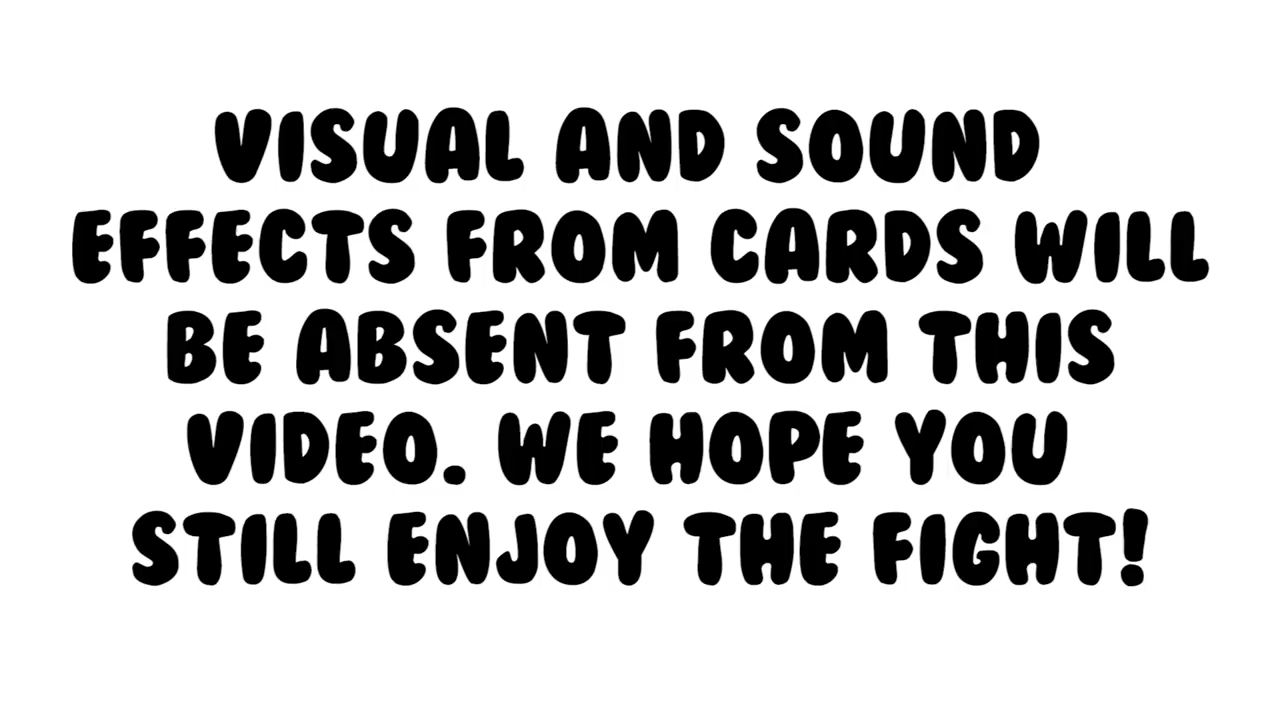 VISUAL AND SOUND
EFFECTS FROM CARDS WILL
BE ABSENT FROM THIS
VIDEO. WE HOPE YOU
STILL ENJOY THE FIGHT!